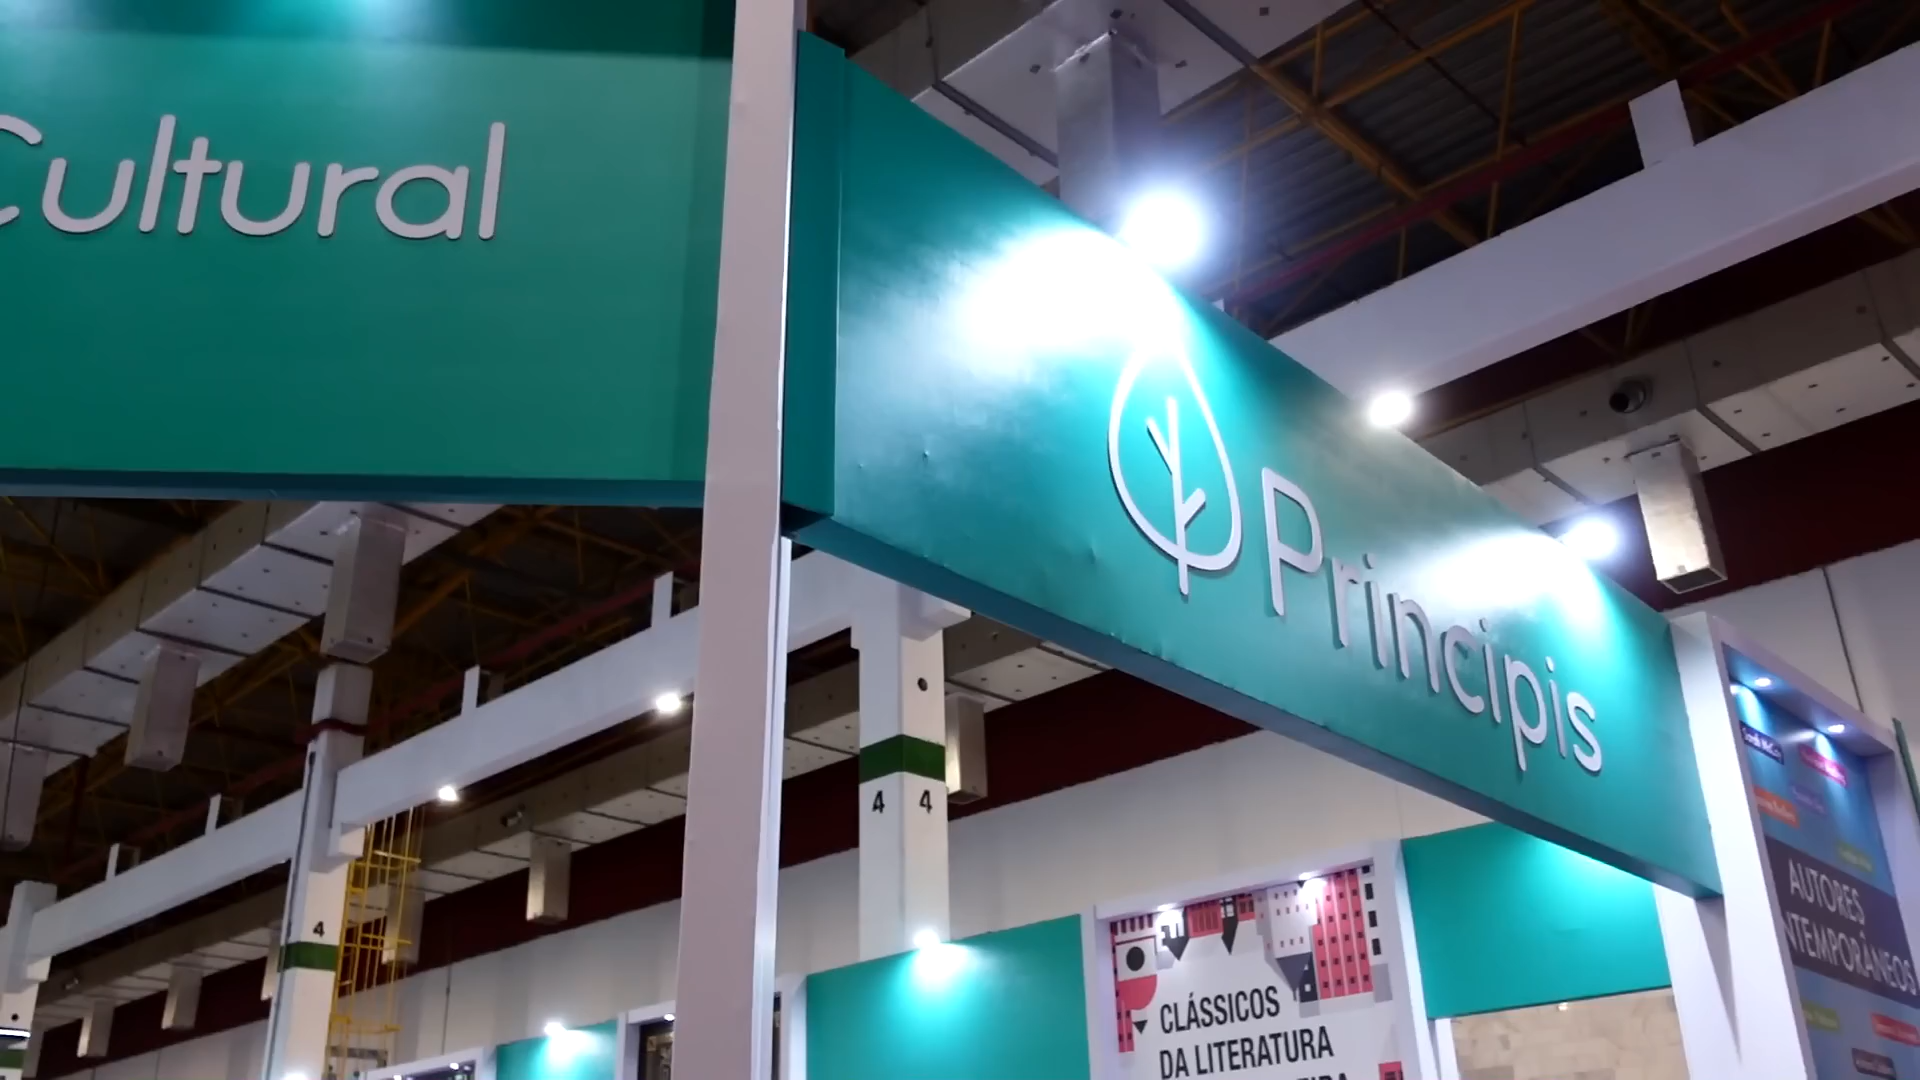 Cultural
Principis
4 4
4
CLÁSSICOS
DA LITERATURA
AUTORES
NTEMPORÂNEOS